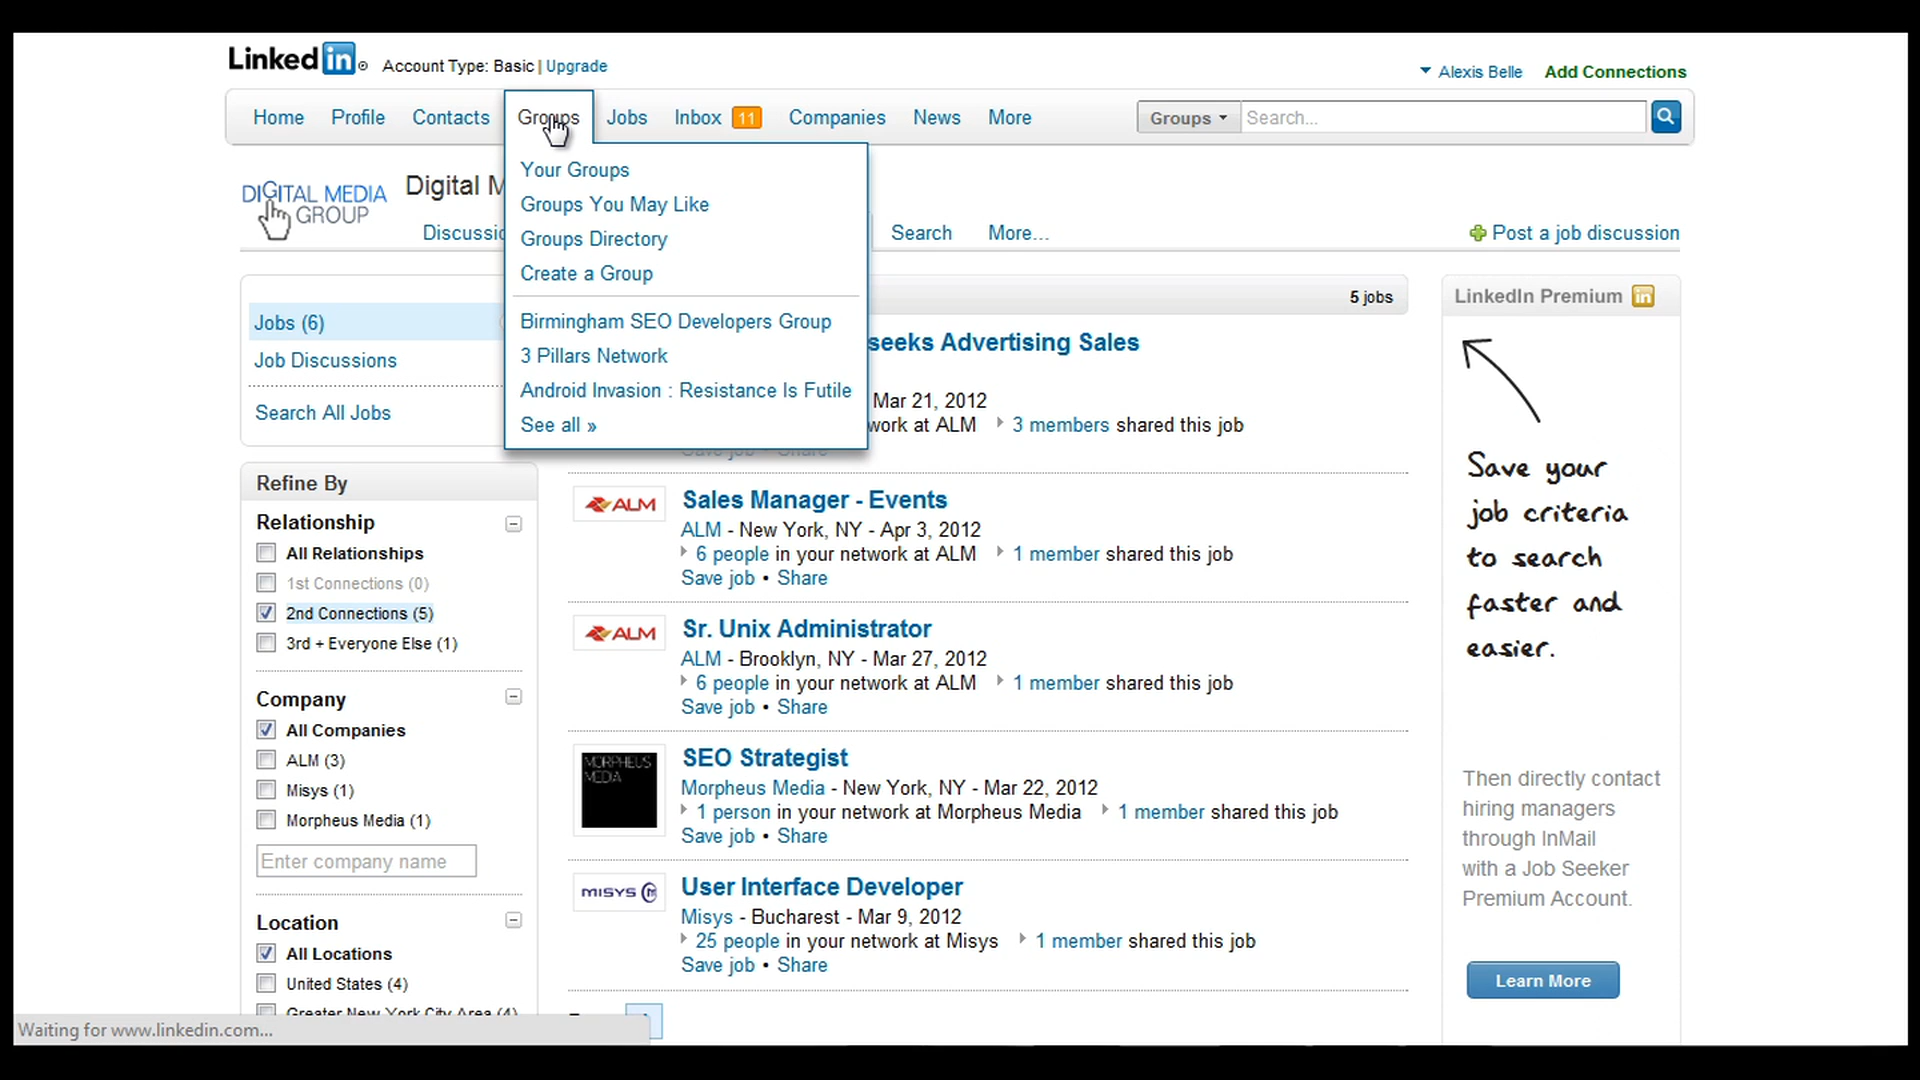 Linked in® Account Type: Basic | Upgrade
Alexis Belle Add Connections
Home Profile Contacts Groups Jobs Inbox 11 Companies News More
Groups Search...
DIGITAL MEDIA
GROUP
Digital M
Search More...
Post a job discussion
Your Groups
Groups You May Like
Groups Directory
Create a Group
Birmingham SEO Developers Group
3 Pillars Network
Android Invasion : Resistance Is Futile
See all »
Jobs (6)
Job Discussions
Search All Jobs
Refine By
Relationship
All Relationships
1st Connections (0)
2nd Connections (5)
3rd + Everyone Else (1)
Company
All Companies
ALM (3)
Misys (1)
Morpheus Media (1)
Enter company name
Location
All Locations
United States (4)
Greater New York City Area (4)
5 jobs
seeks Advertising Sales
Mar 21, 2012
work at ALM 3 members shared this job
Save job • Share
ALM
Sales Manager - Events
ALM - New York, NY - Apr 3, 2012
6 people in your network at ALM 1 member shared this job
Save job • Share
ALM
Sr. Unix Administrator
ALM - Brooklyn, NY - Mar 27, 2012
6 people in your network at ALM 1 member shared this job
Save job • Share
MORPHEUS
MEDIA
SEO Strategist
Morpheus Media - New York, NY - Mar 22, 2012
1 person in your network at Morpheus Media 1 member shared this job
Save job • Share
MISYS
User Interface Developer
Misys - Bucharest - Mar 9, 2012
25 people in your network at Misys 1 member shared this job
Save job • Share
LinkedIn Premium in
Save your
job criteria
to search
faster and
easier.
Then directly contact
hiring managers
through InMail
with a Job Seeker
Premium Account.
Learn More
Waiting for www.linkedin.com...